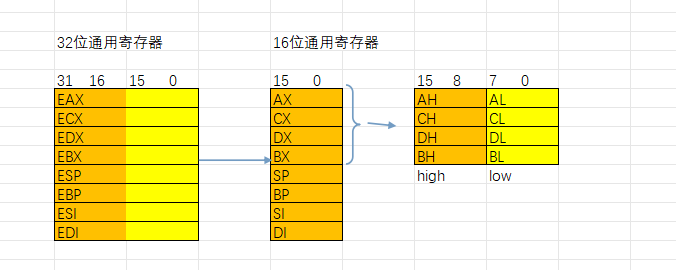 32位通用寄存器 16位通用寄存器
31 16 15 0 15 0 15 8 7 0
EAX AX AH AL
ECX CX CH CL
EDX DX DH DL
EBX BX BH BL
ESP SP high low
EBP BP
ESI SI
EDI DI